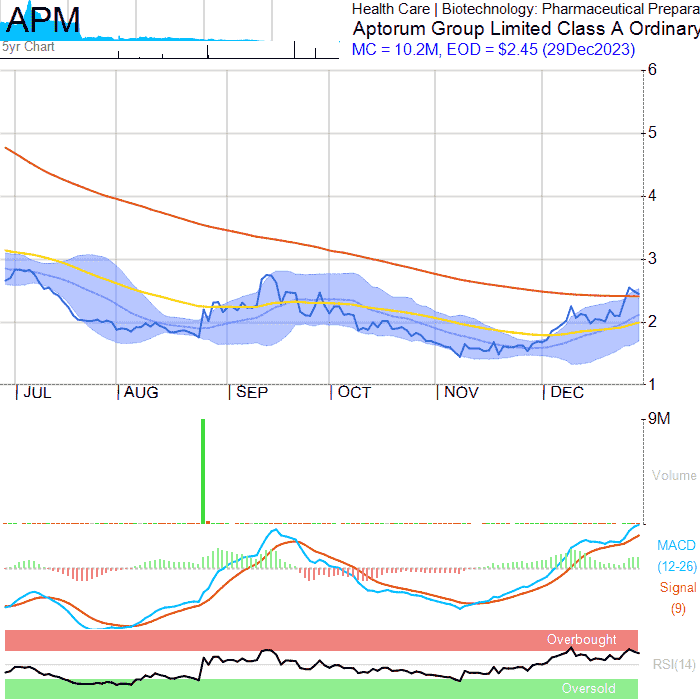 APM
5yr Chart
Health Care | Biotechnology: Pharmaceutical Prepara
Aptorum Group Limited Class A Ordinary
MC = 10.2M, EOD = $2.45 (29Dec2023)
6
5
4
3
2
1
JUL AUG SEP OCT NOV DEC
9M
Volume
MACD
(12-26)
Signal
(9)
Overbought
RSI(14)
Oversold